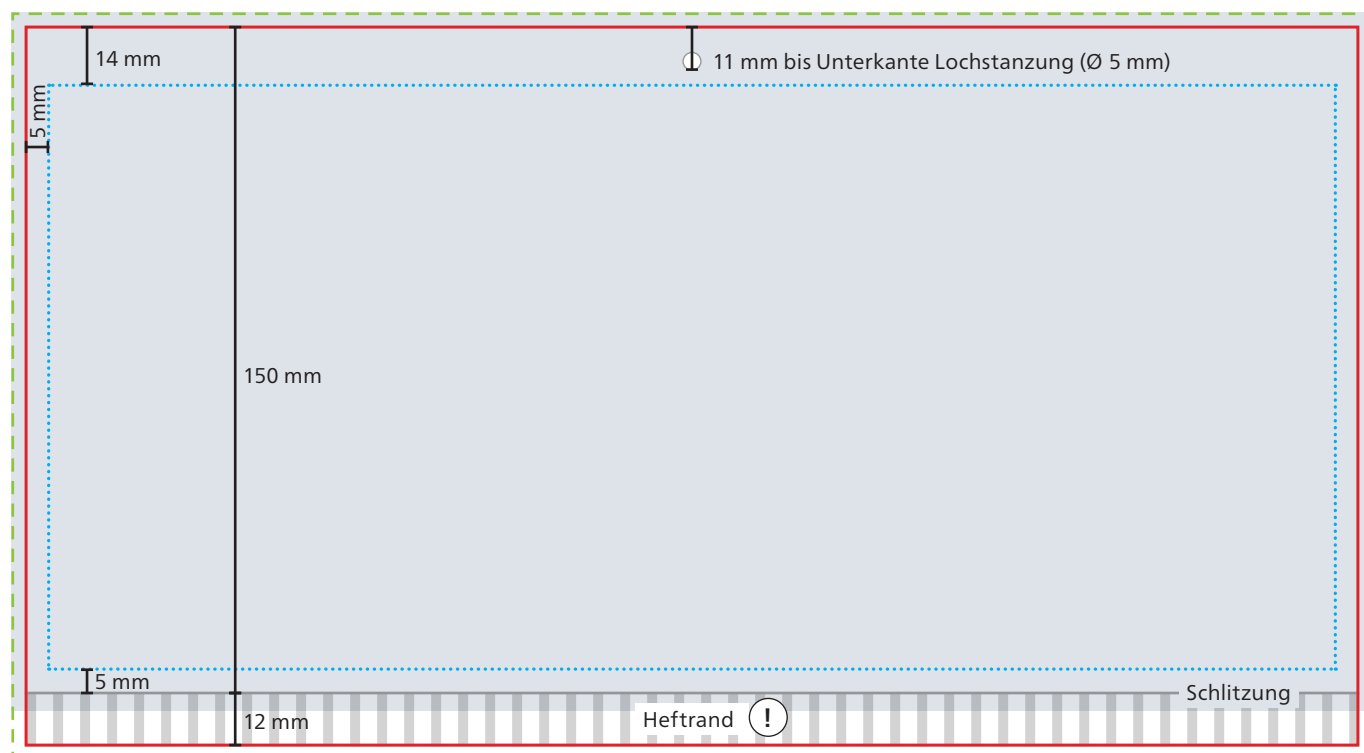 14 mm
11 mm bis Unterkante Lochstanzung (Ø 5 mm)
5 mm
150 mm
5 mm
Schlitzung
12 mm
Heftrand !